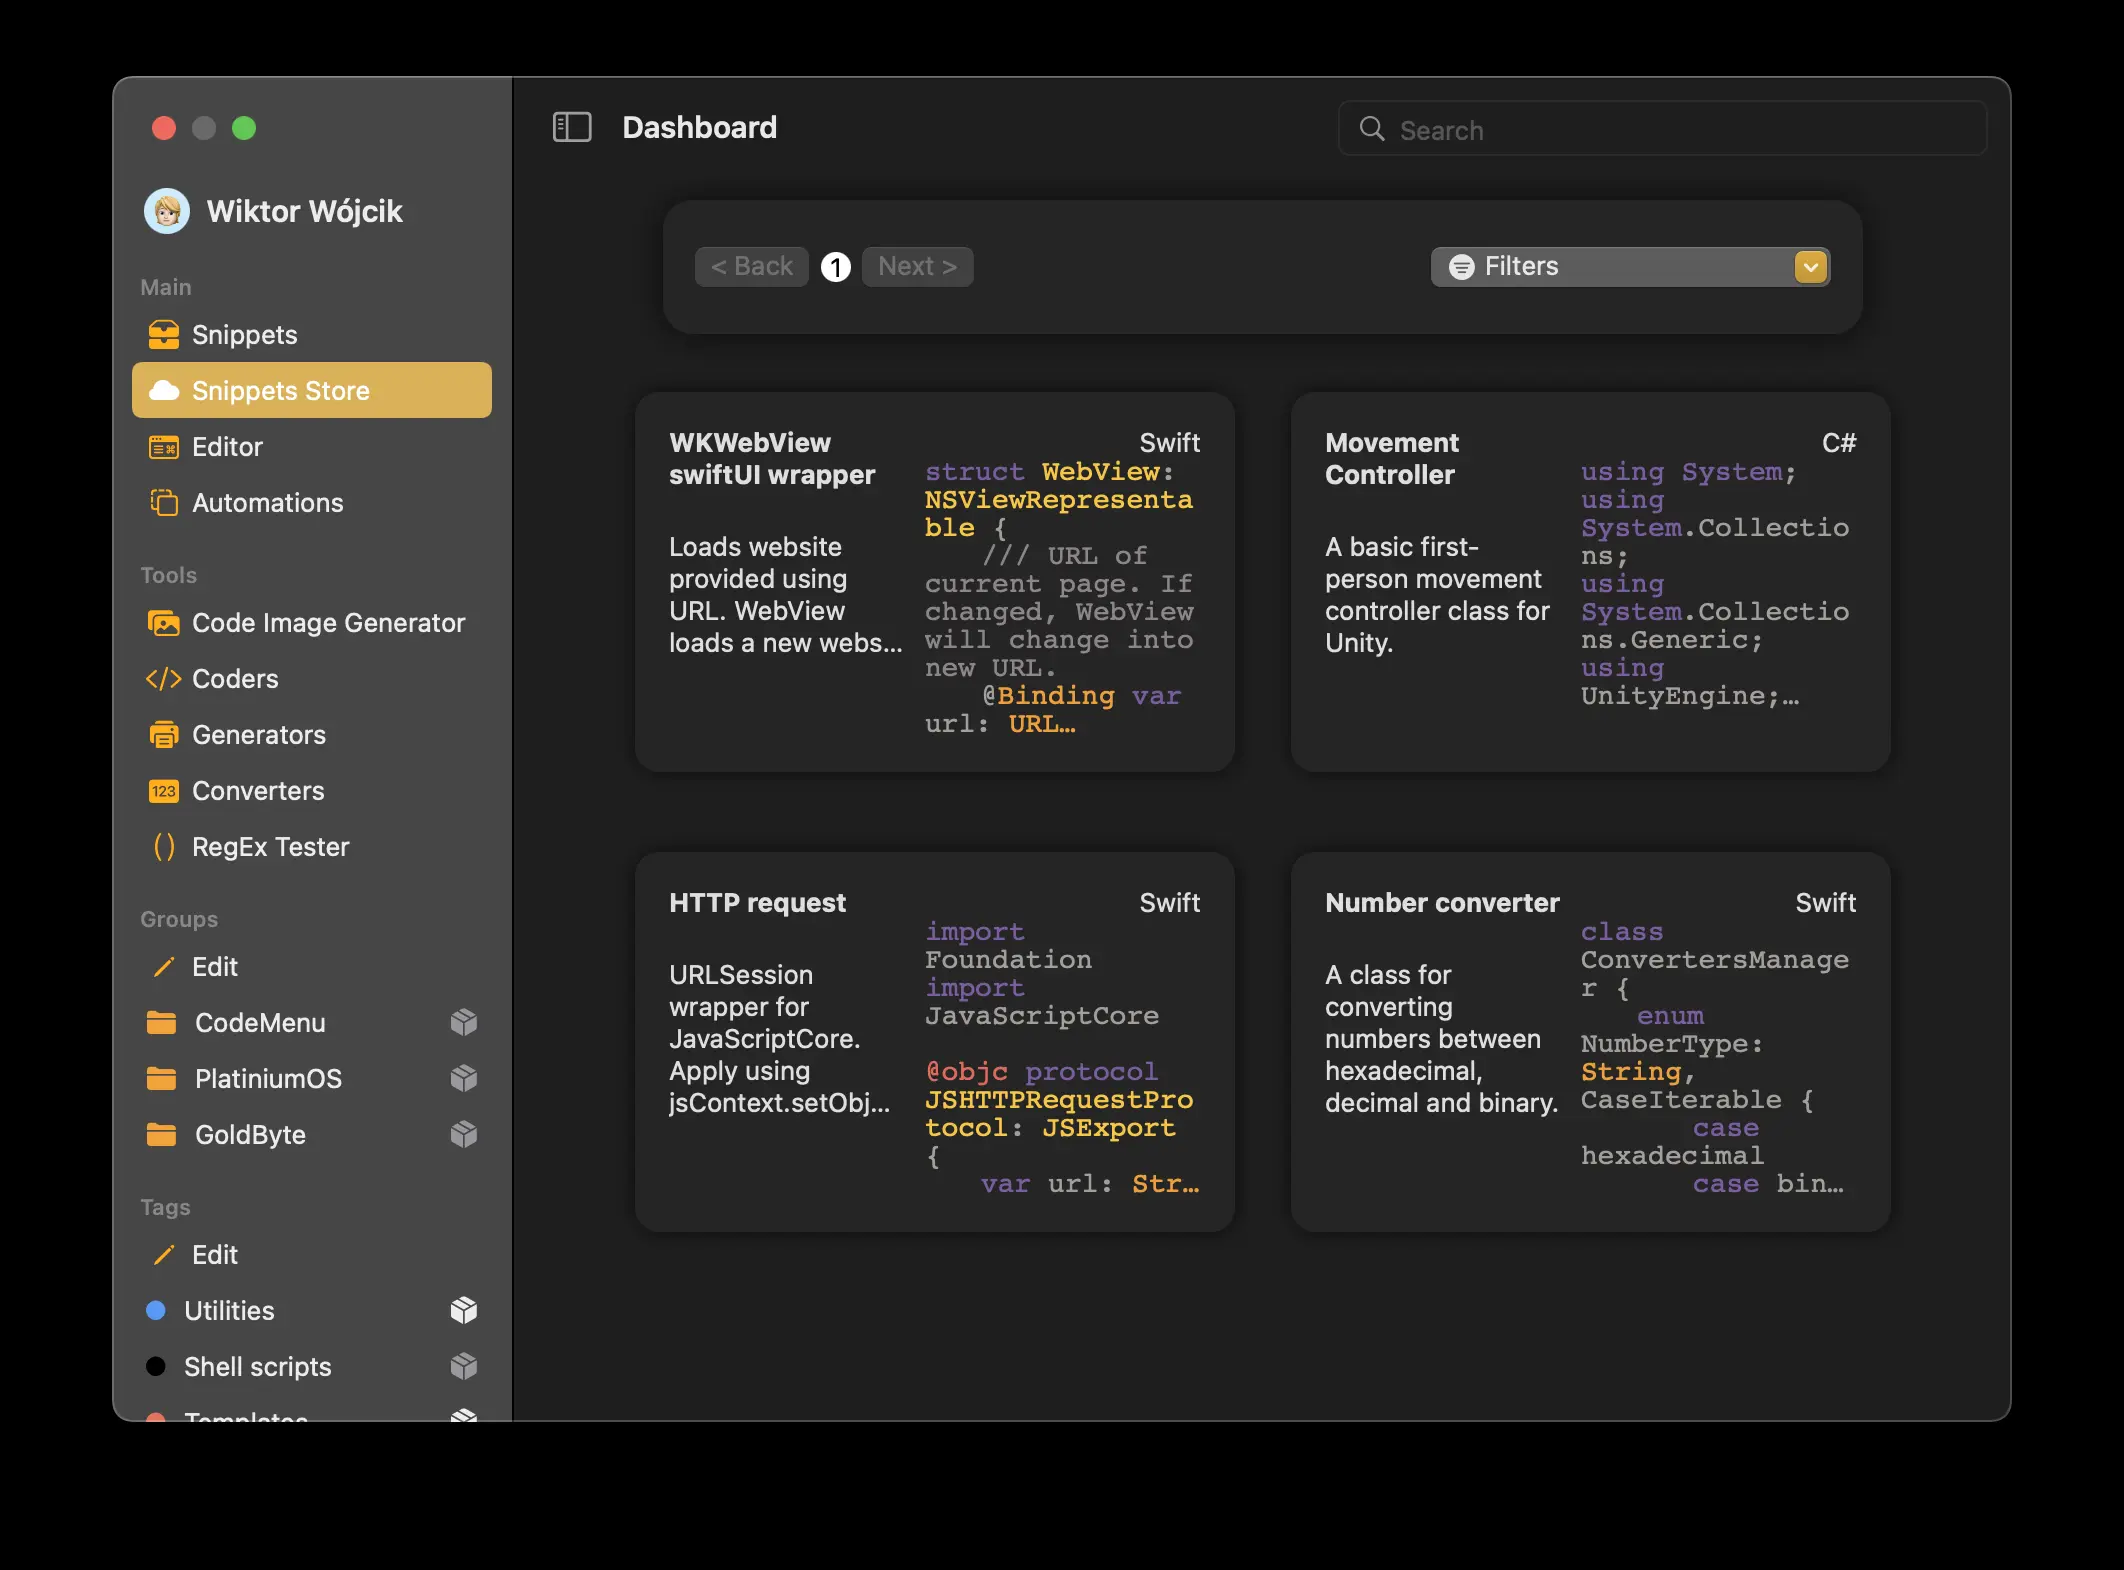 Wiktor Wójcik
Main
Snippets
Snippets Store
Editor
Automations
Tools
Code Image Generator
Coders
Generators
123
Converters
RegEx Tester
Groups
Edit
CodeMenu
PlatiniumOS
GoldByte
Tags
Edit
Utilities
Shell scripts
Templates
Dashboard
Search
< Back
1
Next >
Filters
WKWebView
swiftUI wrapper
Loads website
provided using
URL. WebView
loads a new webs...
Swift
struct WebView:
NSViewRepresenta
ble {
/// URL of
current page. If
changed, WebView
will change into
new URL.
@Binding var
url: URL…
Movement
Controller
A basic first-
person movement
controller class for
Unity.
C#
using System;
using
System.Collectio
ns;
using
System.Collectio
ns.Generic;
using
UnityEngine;…
HTTP request
URLSession
wrapper for
JavaScriptCore.
Apply using
jsContext.setObj...
Swift
import
Foundation
import
JavaScriptCore
@objc protocol
JSHTTPRequestPro
tocol: JSExport
{
var url: Str…
Number converter
A class for
converting
numbers between
hexadecimal,
decimal and binary.
Swift
class
ConvertersManage
r {
enum
NumberType:
String,
CaseIterable {
case
hexadecimal
case bin…